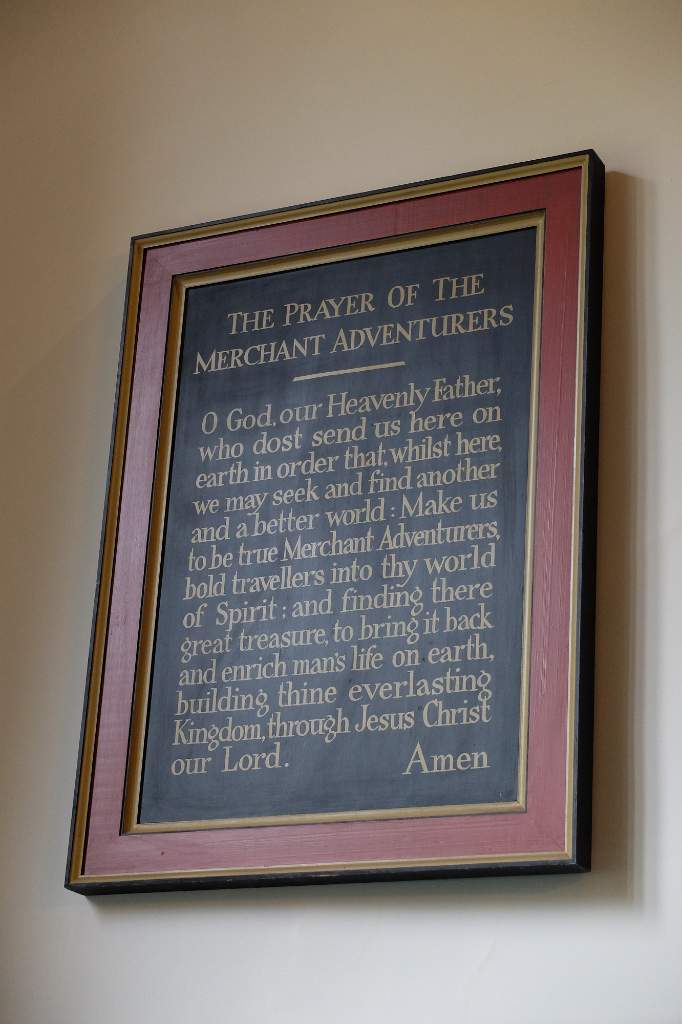 THE PRAYER OF THE
MERCHANT ADVENTURERS
O God, our Heavenly Father,
who dost send us here on
earth in order that, whilst here,
we may seek and find another
and a better world : Make us
to be true Merchant Adventurers,
bold travellers into thy world
of Spirit ; and finding there
great treasure, to bring it back
and enrich man's life on earth,
building thine everlasting
Kingdom, through Jesus Christ
our Lord. Amen